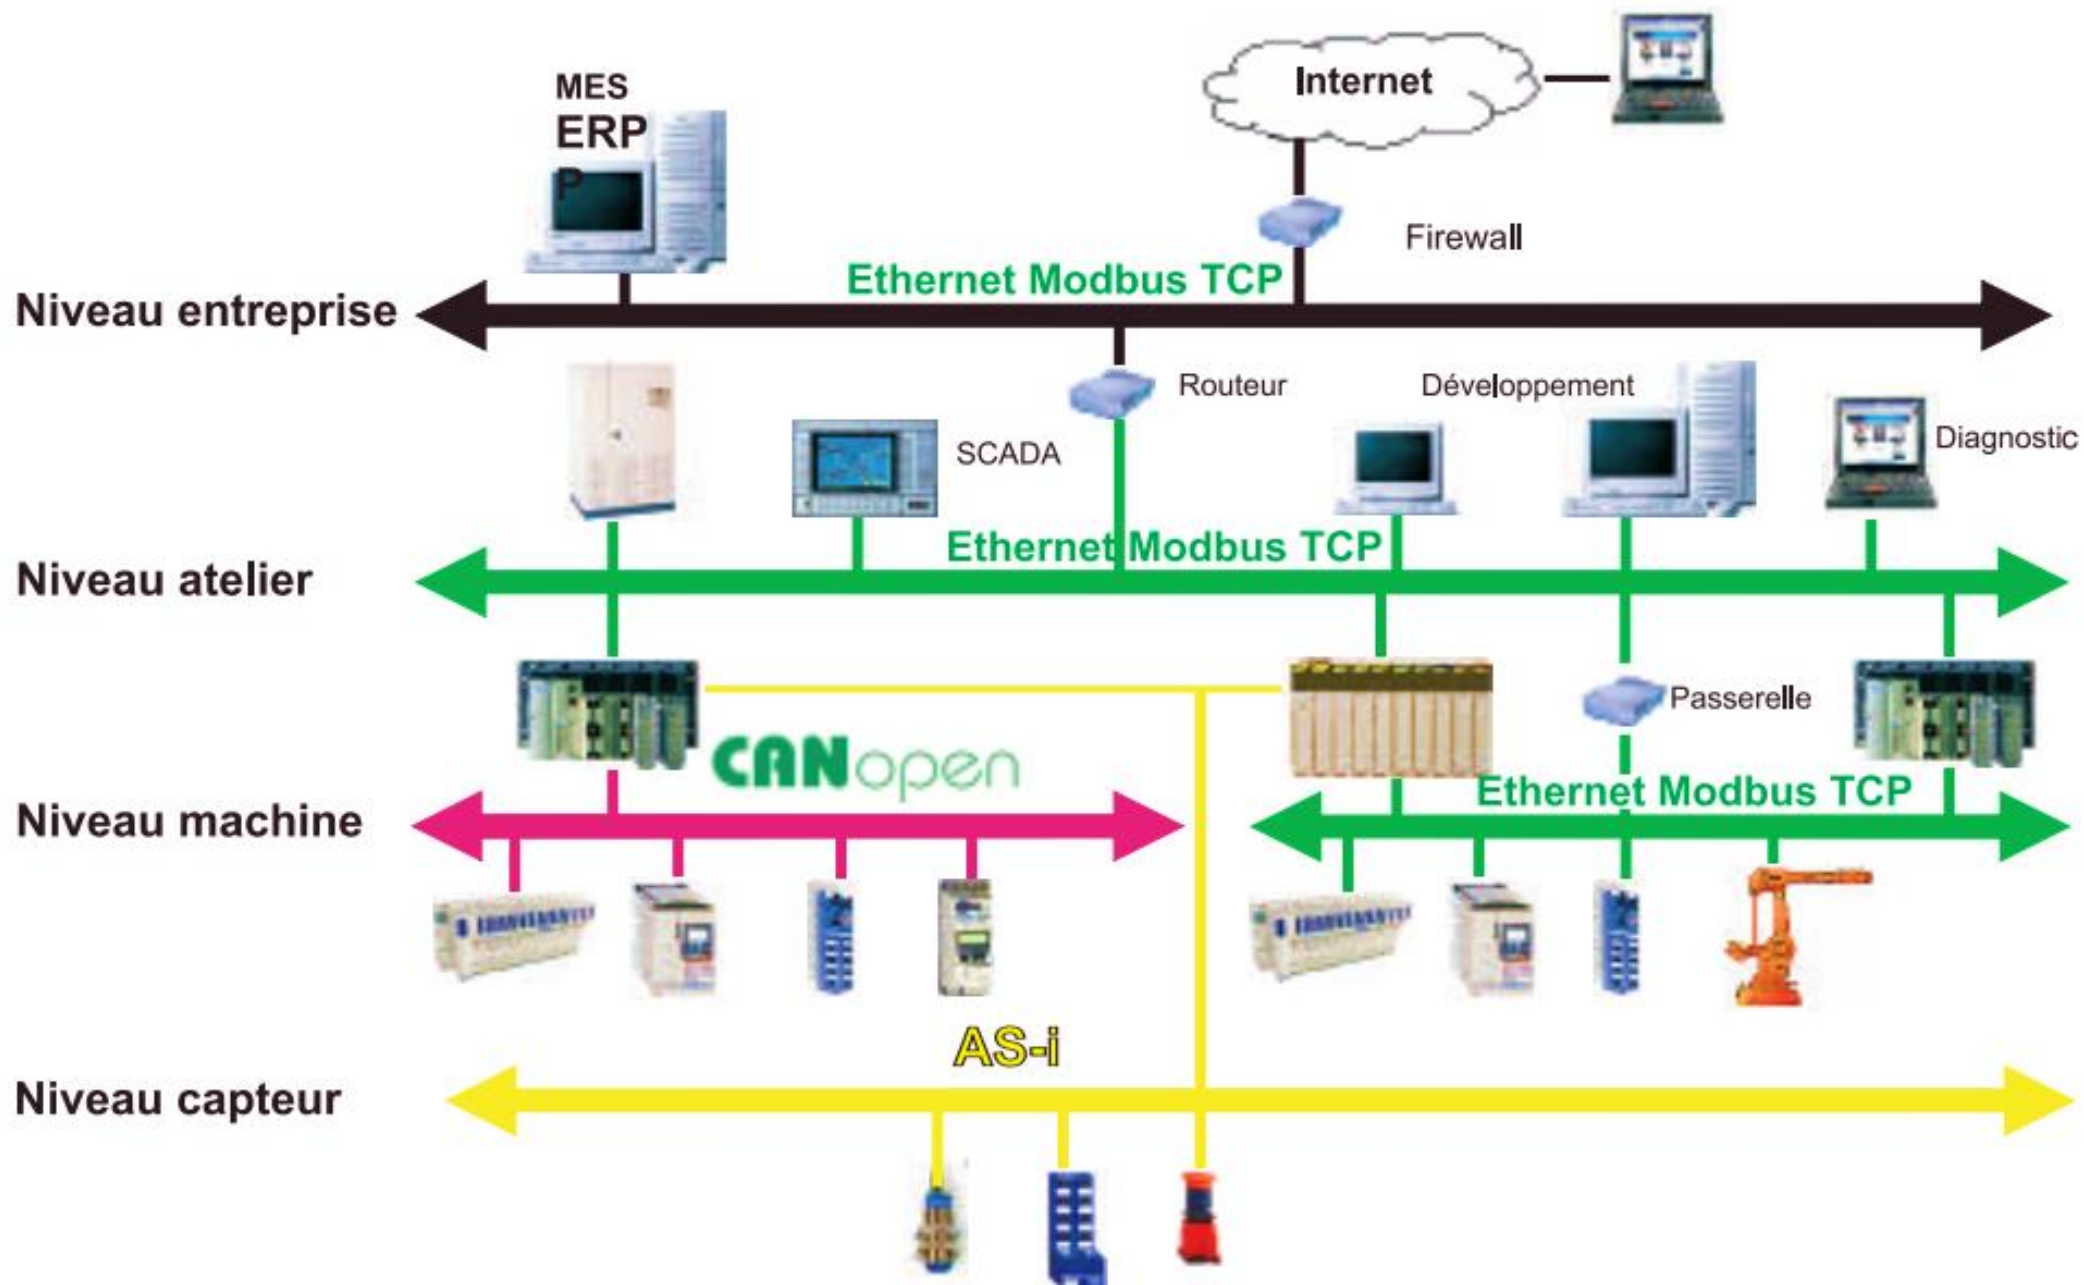 MES
ERP
P
Internet
Firewall
Ethernet Modbus TCP
Niveau entreprise
Routeur
Développement
SCADA
Diagnostic
Ethernet Modbus TCP
Niveau atelier
Passerelle
CANopen
Ethernet Modbus TCP
Niveau machine
AS-i
Niveau capteur